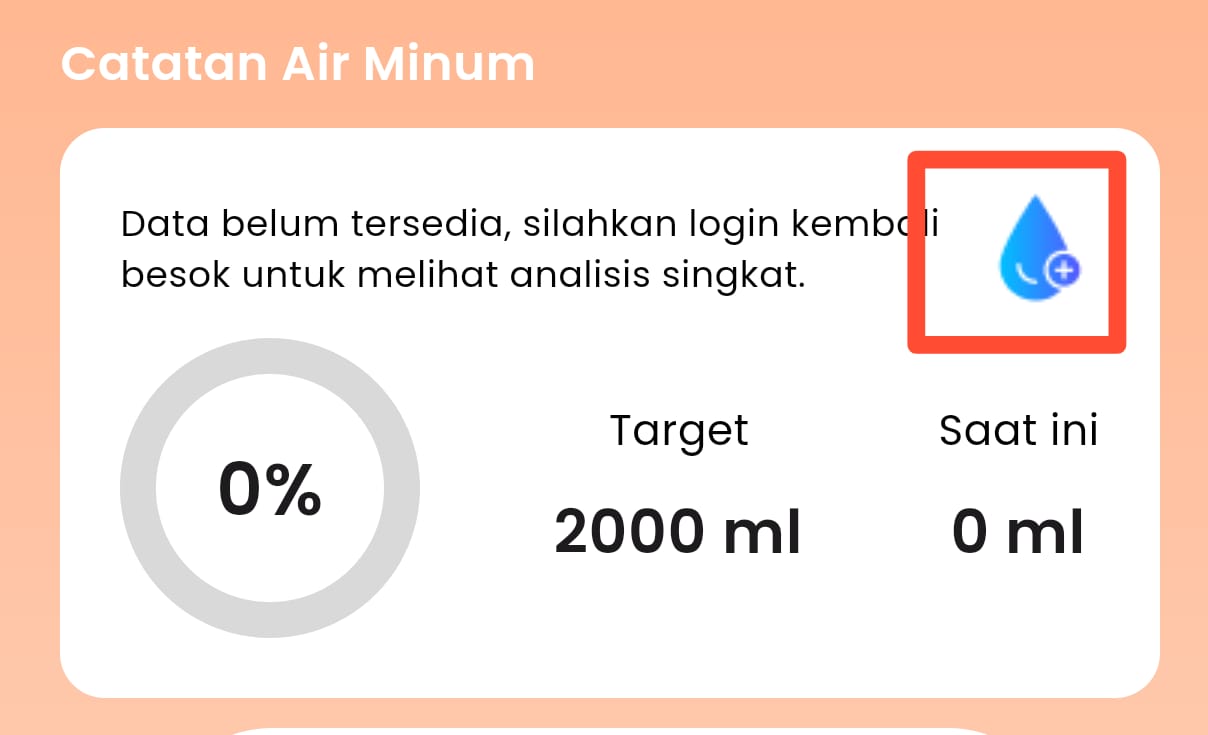 Catatan Air Minum
Data belum tersedia, silahkan login kembali
besok untuk melihat analisis singkat.
0%
Target
2000 ml
Saat ini
0 ml